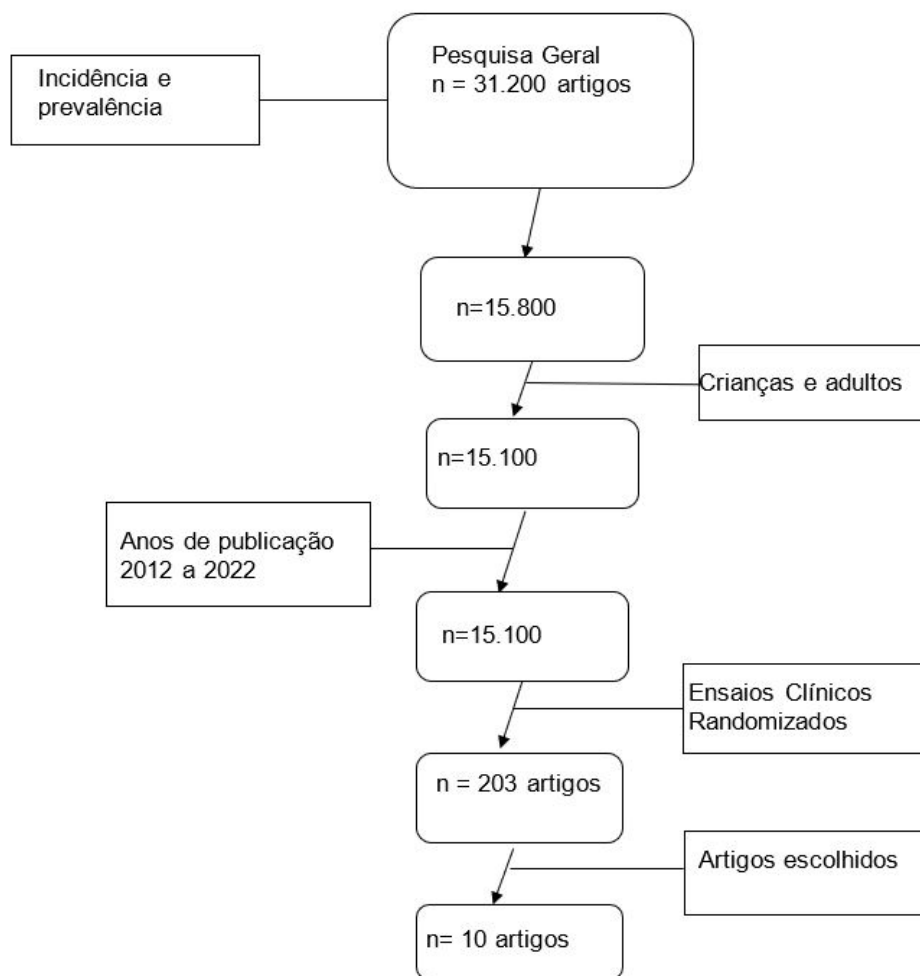 Pesquisa Geral
n = 31.200 artigos
Incidência e
prevalência
n=15.800
Crianças e adultos
n=15.100
Anos de publicação
2012 a 2022
n=15.100
Ensaios Clínicos
Randomizados
n = 203 artigos
Artigos escolhidos
n= 10 artigos